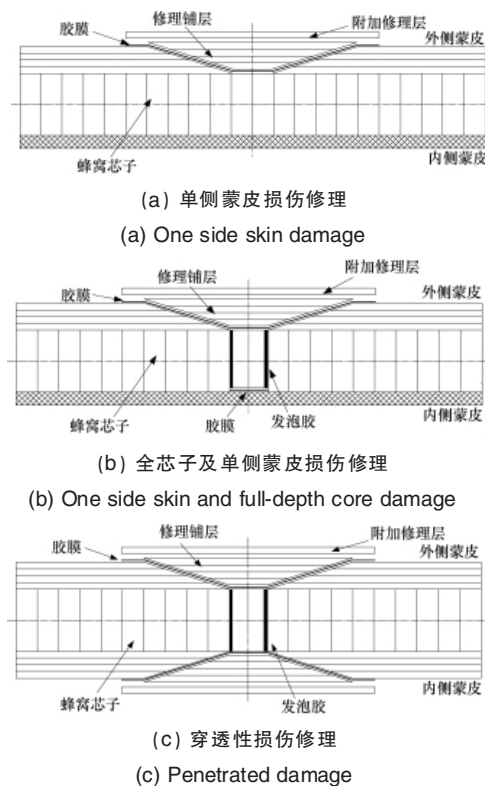 胶膜 修理铺层 附加修理层
外侧蒙皮
蜂窝芯子
内侧蒙皮
(a) 单侧蒙皮损伤修理
(a) One side skin damage
修理铺层 附加修理层
胶膜 外侧蒙皮
蜂窝芯子 胶膜 发泡胶
内侧蒙皮
(b) 全芯子及单侧蒙皮损伤修理
(b) One side skin and full-depth core damage
修理铺层 附加修理层
胶膜 外侧蒙皮
内侧蒙皮
蜂窝芯子 发泡胶
(c) 穿透性损伤修理
(c) Penetrated damage